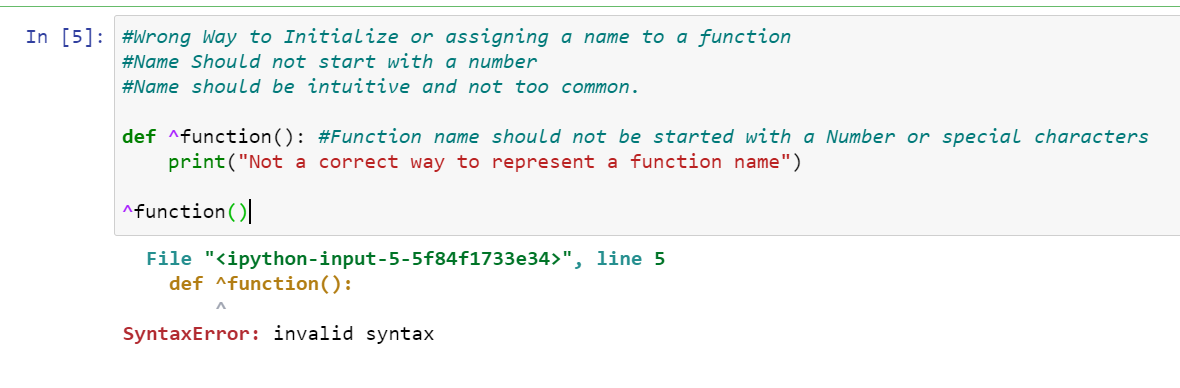 In [5]: #Wrong Way to Initialize or assigning a name to a function
#Name Should not start with a number
#Name should be intuitive and not too common.
def ^function(): #Function name should not be started with a Number or special characters
    print("Not a correct way to represent a function name")
^function()
File "<ipython-input-5-5f84f1733e34>", line 5
def ^function():
^
SyntaxError: invalid syntax